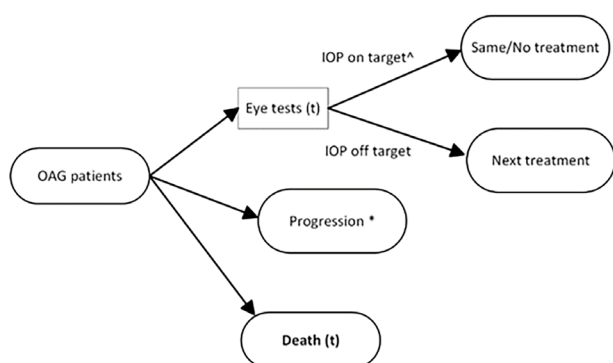 Same/No treatment
IOP on target^
Eye tests (t)
IOP off target
Next treatment
OAG patients
Progression *
Death (t)